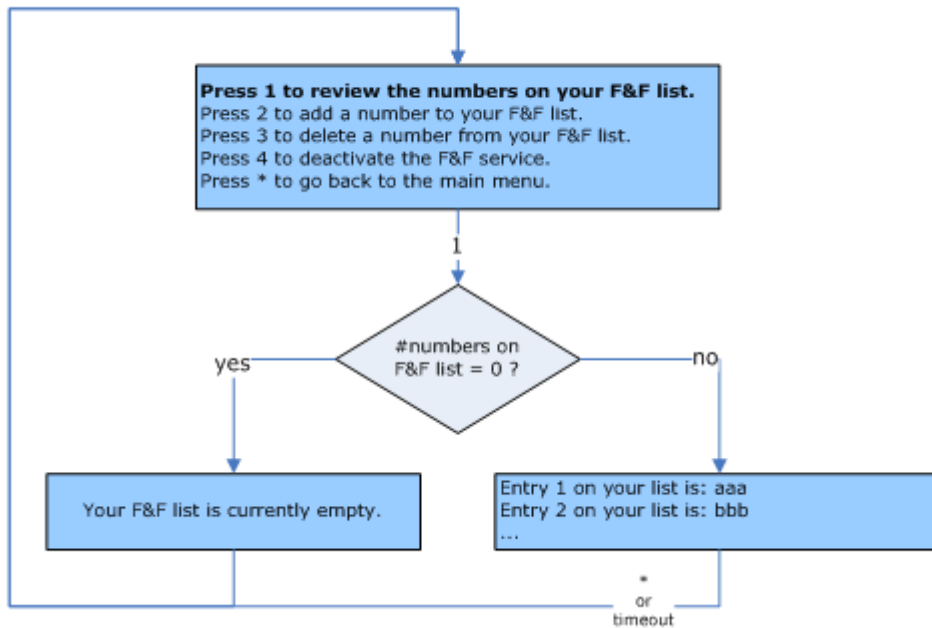 Press 1 to review the numbers on your F&F list.
Press 2 to add a number to your F&F list.
Press 3 to delete a number from your F&F list.
Press 4 to deactivate the F&F service.
Press * to go back to the main menu.
1
#numbers on
F&F list = 0 ?
yes
no
Your F&F list is currently empty.
Entry 1 on your list is: aaa
Entry 2 on your list is: bbb
...
*
or
timeout